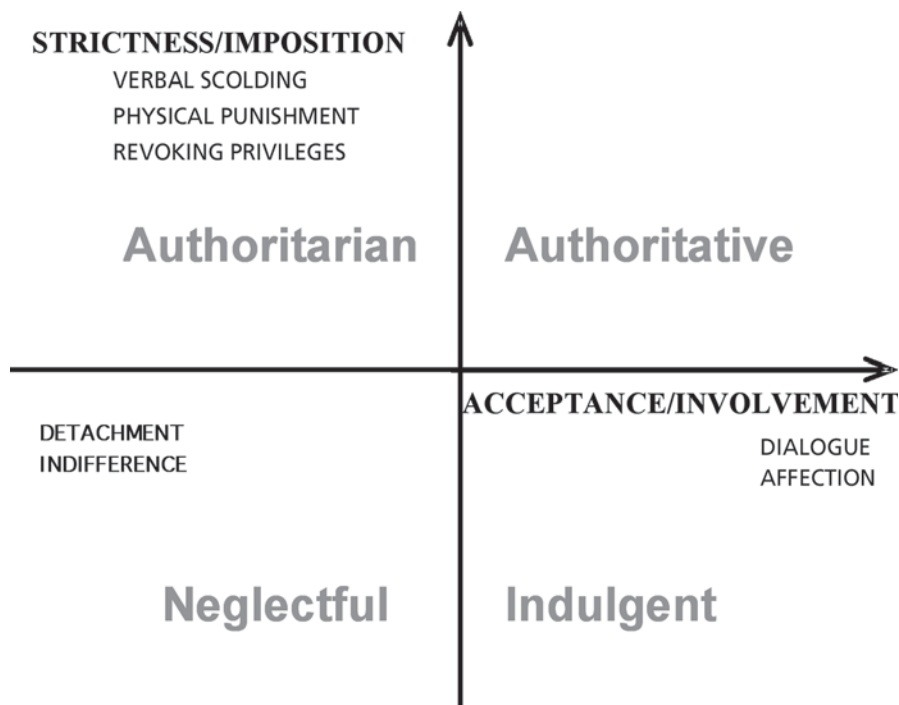 STRICTNESS/IMPOSITION
VERBAL SCOLDING
PHYSICAL PUNISHMENT
REVOKING PRIVILEGES
Authoritarian
Authoritative
ACCEPTANCE/INVOLVEMENT
DETACHMENT
INDIFFERENCE
DIALOGUE
AFFECTION
Neglectful
Indulgent